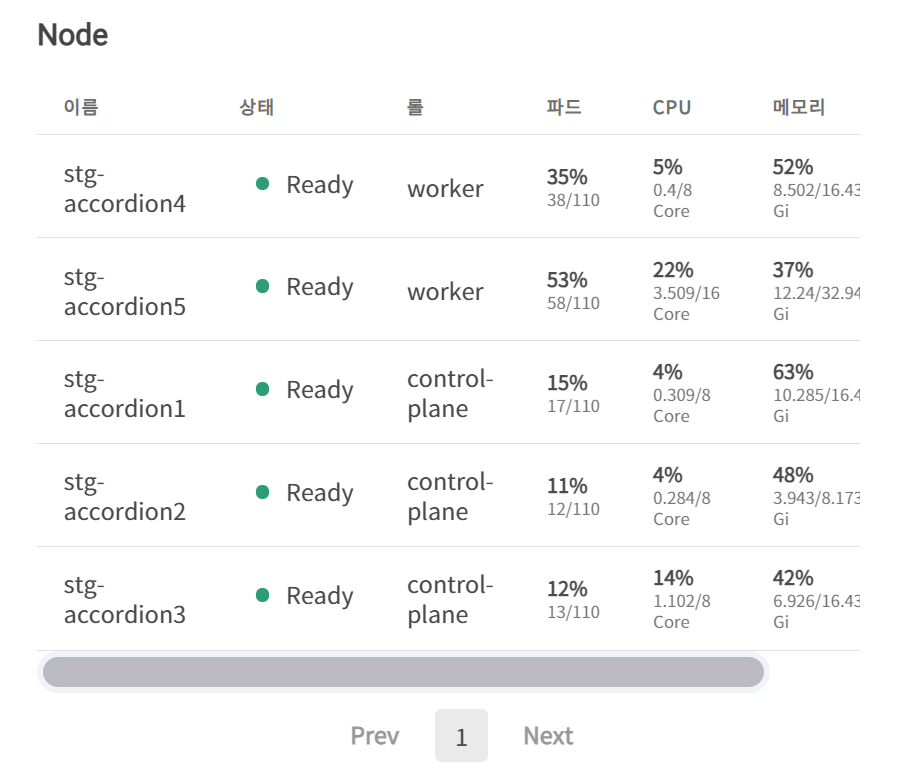 Node
이름 상태 롤 파드 CPU 메모리
stg-
accordion4
Ready
worker
35%
38/110
5%
0.4/8
Core
52%
8.502/16.43
Gi
stg-
accordion5
Ready
worker
53%
58/110
22%
3.509/16
Core
37%
12.24/32.94
Gi
stg-
accordion1
Ready
control-
plane
15%
17/110
4%
0.309/8
Core
63%
10.285/16.4
Gi
stg-
accordion2
Ready
control-
plane
11%
12/110
4%
0.284/8
Core
48%
3.943/8.173
Gi
stg-
accordion3
Ready
control-
plane
12%
13/110
14%
1.102/8
Core
42%
6.926/16.43
Gi
Prev 1 Next